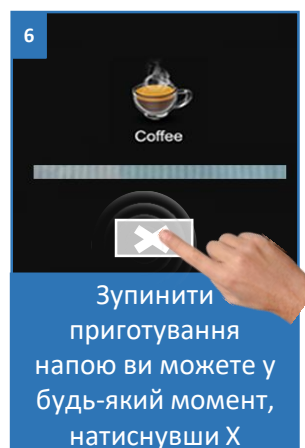 6
Coffee
Зупинити
приготування
напою ви можете у
будь-який момент,
натиснувши X